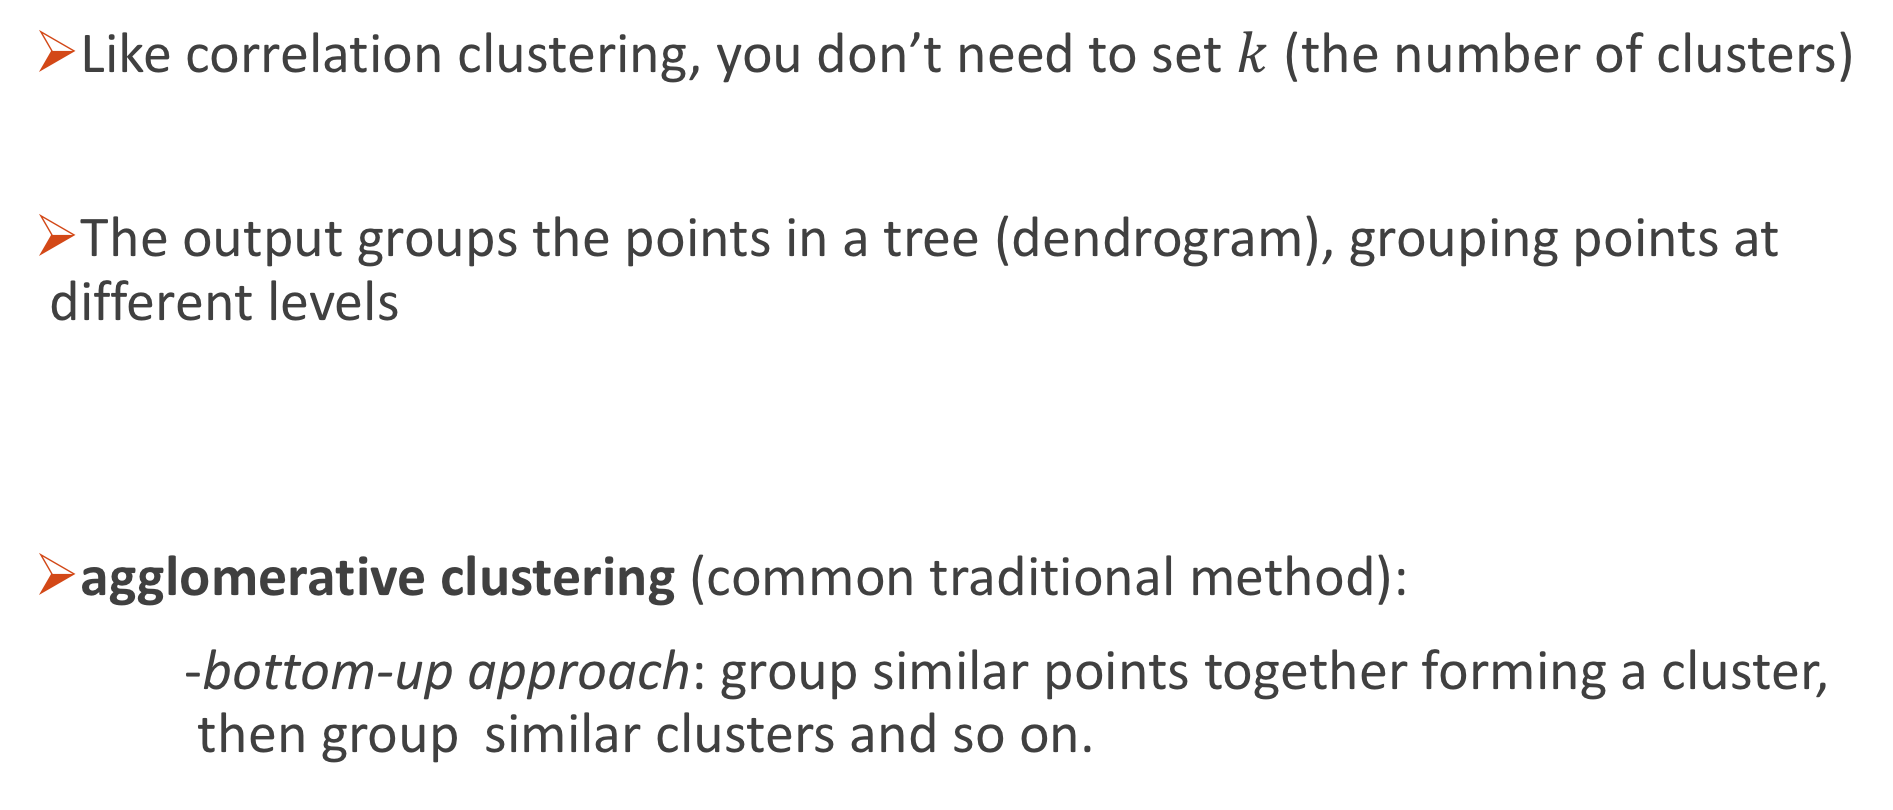 ➢Like correlation clustering, you don’t need to set k (the number of clusters)
➢The output groups the points in a tree (dendrogram), grouping points at
different levels
➢agglomerative clustering (common traditional method):
-bottom-up approach: group similar points together forming a cluster,
then group  similar clusters and so on.